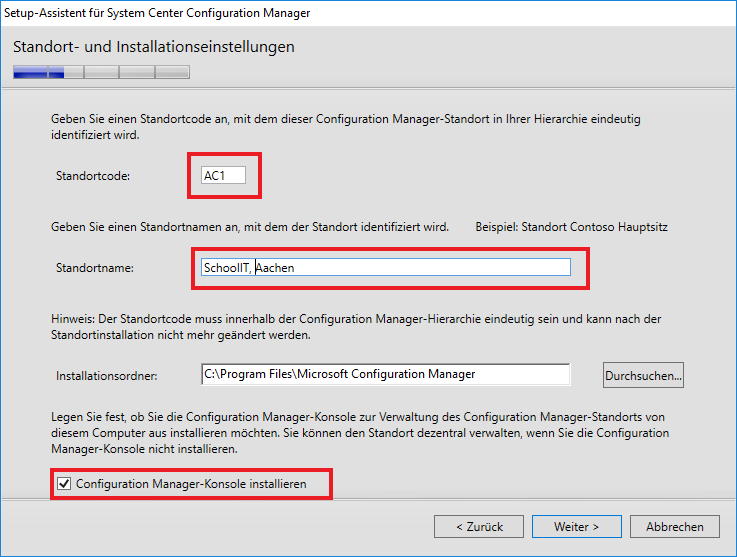 Setup-Assistent für System Center Configuration Manager
Standort- und Installationseinstellungen
Geben Sie einen Standortcode an, mit dem dieser Configuration Manager-Standort in Ihrer Hierarchie eindeutig
identifiziert wird.
Standortcode: AC1
Geben Sie einen Standortnamen an, mit dem der Standort identifiziert wird. Beispiel: Standort Contoso Hauptsitz
Standortname: SchoolIT, Aachen
Hinweis: Der Standortcode muss innerhalb der Configuration Manager-Hierarchie eindeutig sein und kann nach der
Standortinstallation nicht mehr geändert werden.
Installationsordner: C:\Program Files\Microsoft Configuration Manager Durchsuchen...
Legen Sie fest, ob Sie die Configuration Manager-Konsole zur Verwaltung des Configuration Manager-Standorts von
diesem Computer aus installieren möchten. Sie können den Standort dezentral verwalten, wenn Sie die Configuration
Manager-Konsole nicht installieren.
Configuration Manager-Konsole installieren
< Zurück Weiter > Abbrechen